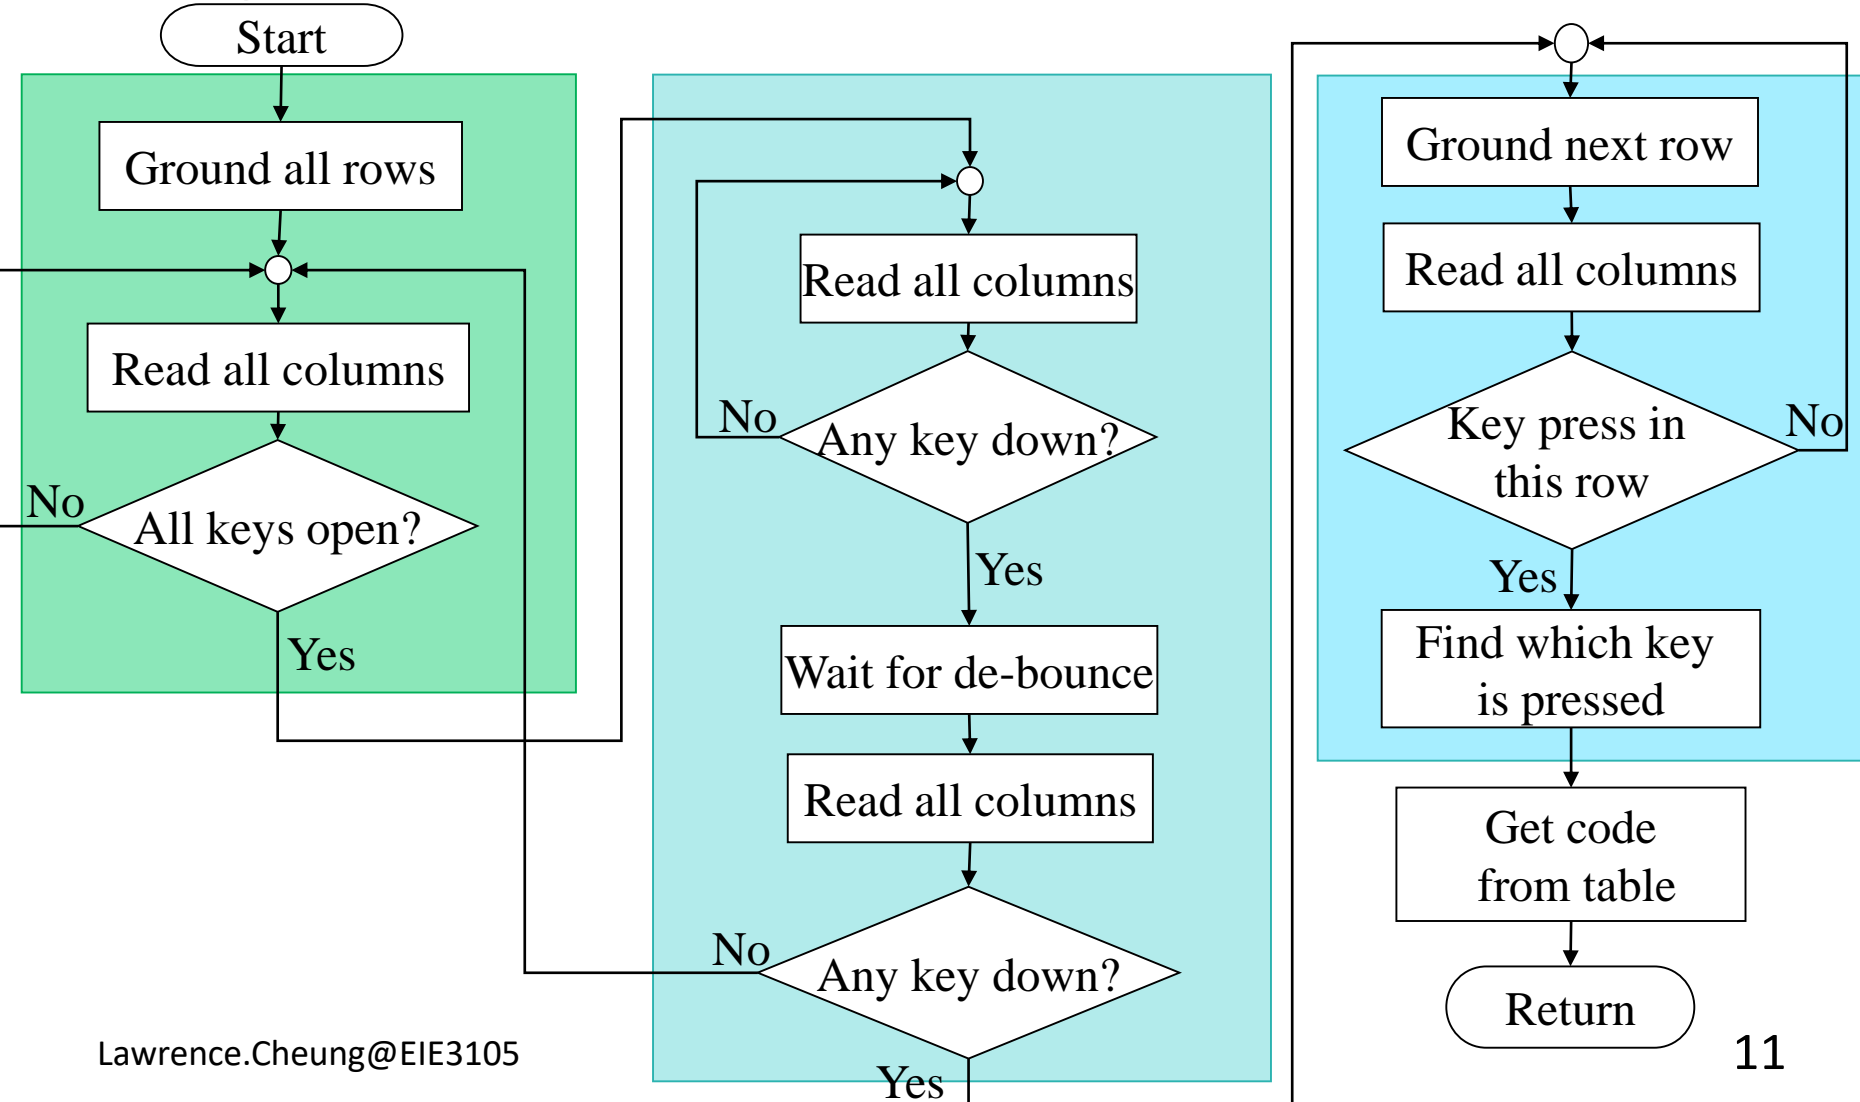 Start
Ground all rows
Read all columns
No
All keys open?
Yes
Read all columns
No
Any key down?
Yes
Wait for de-bounce
Read all columns
No
Any key down?
Yes
Ground next row
Read all columns
Key press in
this row
No
Yes
Find which key
is pressed
Get code
from table
Return
Lawrence.Cheung@EIE3105
11